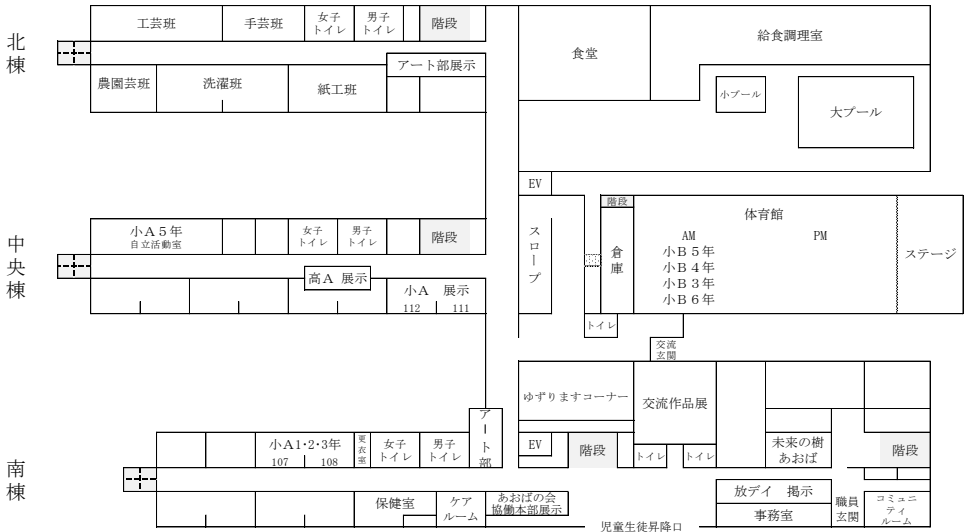 北棟
工芸班
手芸班
女子
トイレ
男子
トイレ
階段
アート部展示
農園芸班
洗濯班
紙工班
食堂
給食調理室
小プール
大プール
EV
中央棟
小A5年
自立活動室
女子
トイレ
男子
トイレ
階段
高A 展示
小A 展示
112 111
スロープ
階段
倉庫
体育館
AM PM
小B5年
小B4年
小B3年
小B6年
ステージ
トイレ
交流
玄関
南棟
小A1・2・3年
107 108
更衣室
女子
トイレ
男子
トイレ
アート部
ゆずりますコーナー
交流作品展
EV
階段
トイレ
トイレ
未来の樹
あおば
階段
保健室
ケア
ルーム
あおばの会
協働本部展示
児童生徒昇降口
放デイ 掲示
事務室
職員
玄関
コミュニ
ティ
ルーム